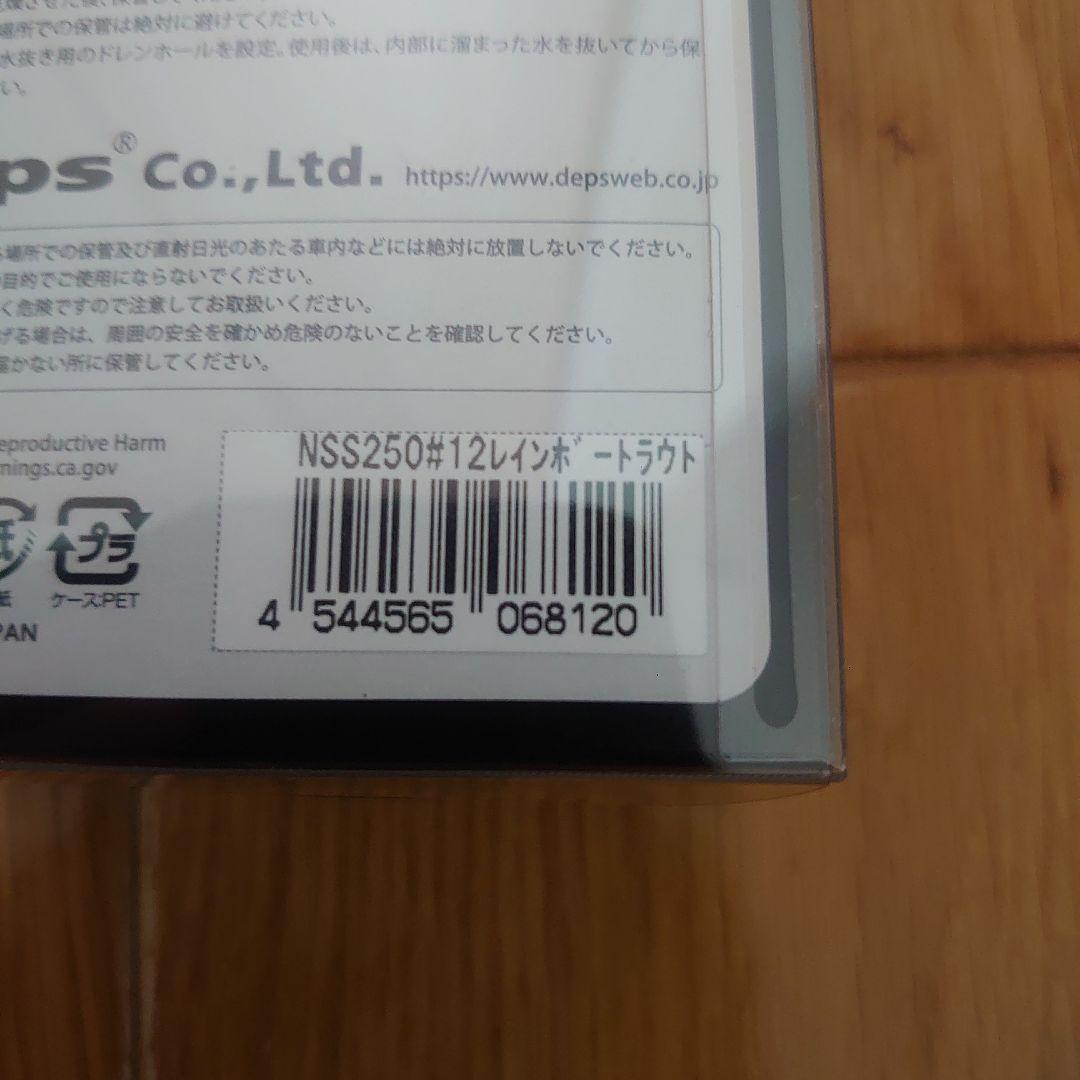 場所での保管は絶対に避けてください。
水抜き用のドレンホールを設定。使用後は、内部に溜まった水を抜いてから保
い。
ps® Co.,Ltd. https://www.depsweb.co.jp
場所での保管及び直射日光のあたる車内などには絶対に放置しないでください。
目的でご使用にならないでください。
く危険ですので注意してお取扱いください。
げる場合は、周囲の安全を確かめ危険のないことを確認してください。
届かない所に保管してください。
eproductive Harm
nings.ca.gov
紙
プラ
紙
ケース:PET
PAN
NSS250#12レインボートラウト
4 544565 068120